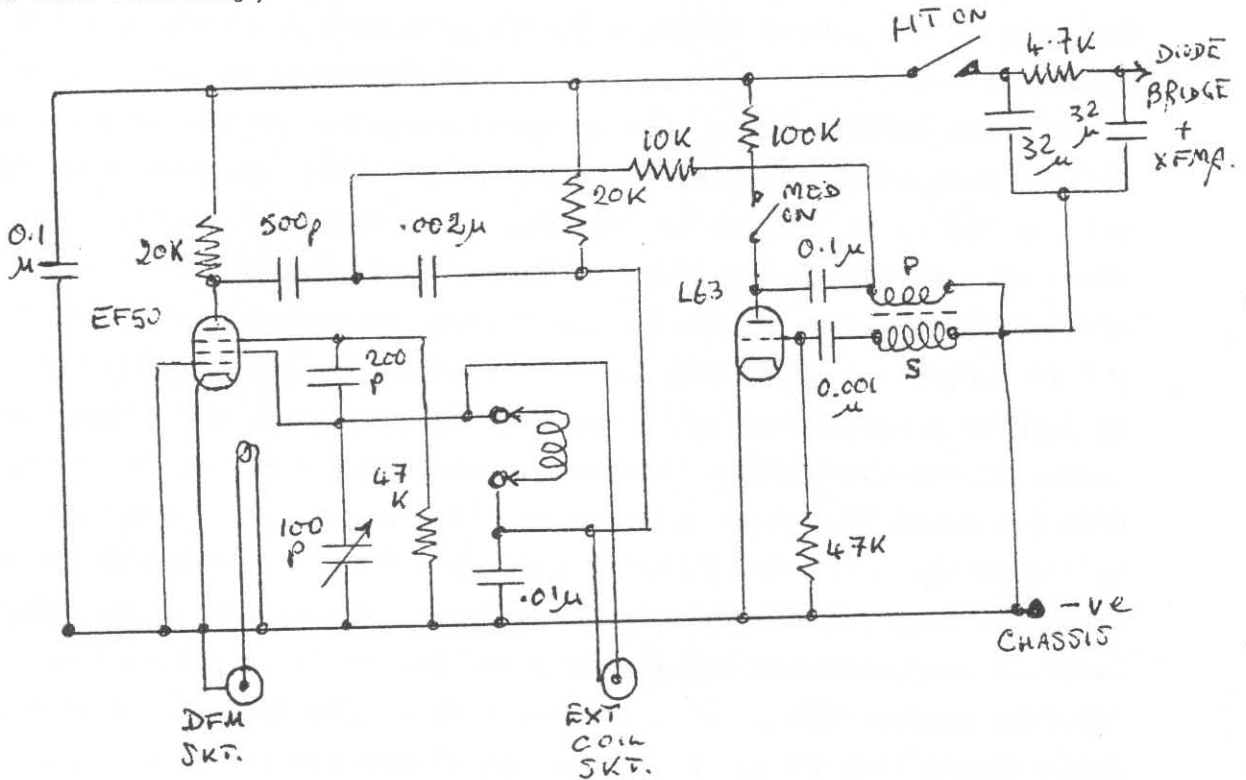 HT ON
4.7K
DIODE
BRIDGE
+
XFMR.
32
μ
32
μ
10K
100K
MED
ON
20K
500p
.002μ
20K
0.1
μ
0.1μ
P
L63
EF50
S
0.001
μ
200
P
47
K
100
P
47K
.01μ
-ve
CHASSIS
DFM
SKT.
EXT
COIL
SKT.